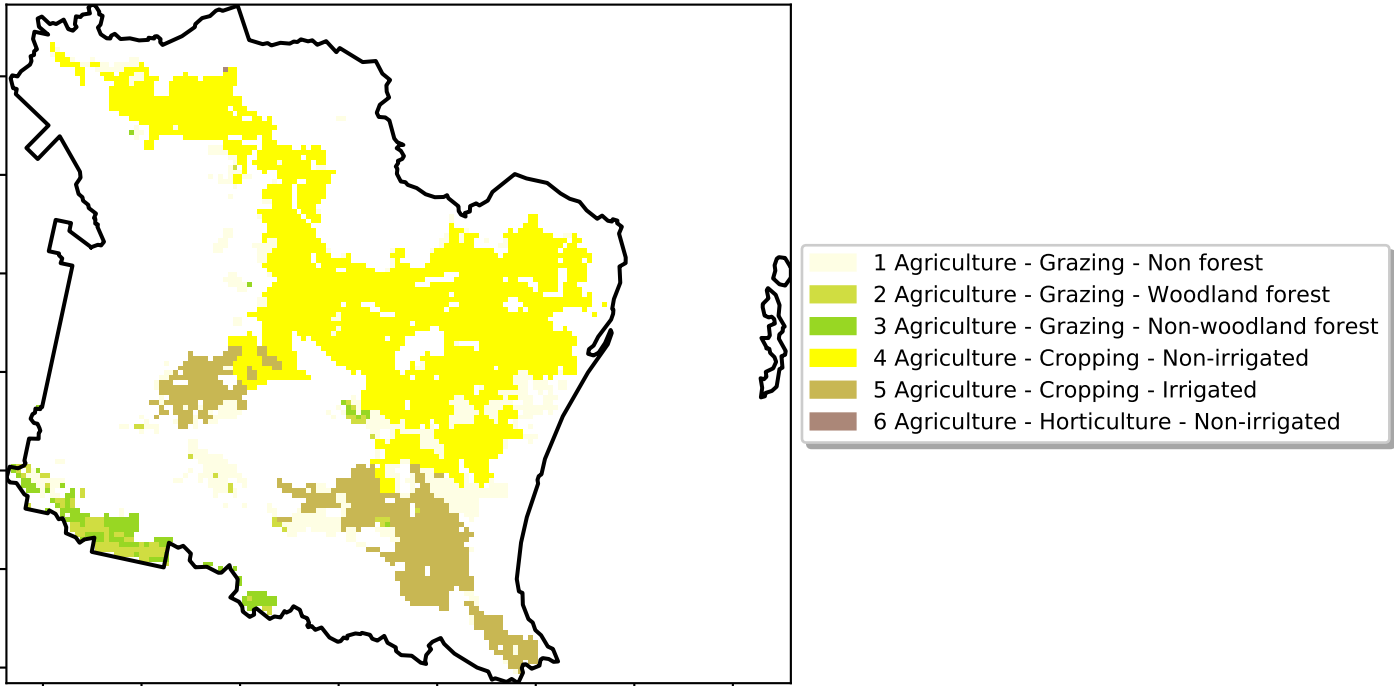 1 Agriculture - Grazing - Non forest
2 Agriculture - Grazing - Woodland forest
3 Agriculture - Grazing - Non-woodland forest
4 Agriculture - Cropping - Non-irrigated
5 Agriculture - Cropping - Irrigated
6 Agriculture - Horticulture - Non-irrigated